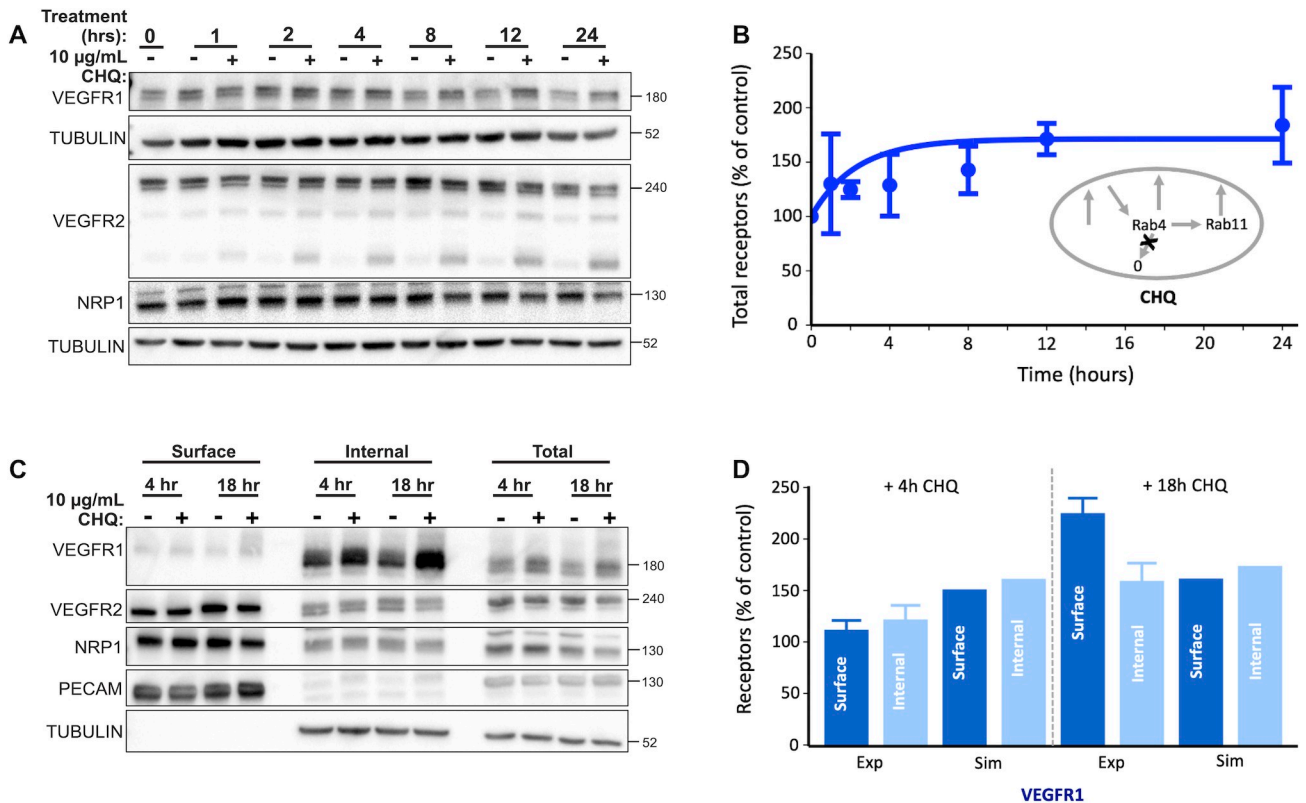 A
Treatment
(hrs): 0 1 2 4 8 12 24
10 µg/mL
CHQ: - - + - + - + - + - + - +
VEGFR1
180
TUBULIN
52
VEGFR2
240
NRP1
130
TUBULIN
52
B
Total receptors (% of control)
250
200
150
100
50
0
0 4 8 12 16 20 24
Time (hours)
Rab4 Rab11
0
CHQ
C
Surface Internal Total
4 hr 18 hr 4 hr 18 hr 4 hr 18 hr
10 µg/mL
CHQ: - + - + - + - + - + - +
VEGFR1
180
VEGFR2
240
NRP1
130
PECAM
130
TUBULIN
52
D
Receptors (% of control)
250
200
150
100
50
0
+ 4h CHQ + 18h CHQ
Surface Internal Surface Internal Surface Internal Surface Internal
Exp Sim Exp Sim
VEGFR1